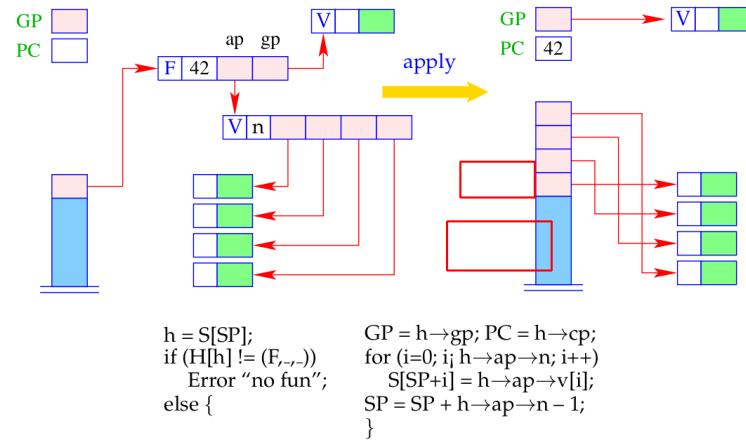 GP
PC
ap gp
F 42
V
V n
apply
GP
PC 42
V
h = S[SP];
if (H[h] != (F,_,_))
Error “no fun”;
else {
GP = h→gp; PC = h→cp;
for (i=0; i¡ h→ap→n; i++)
S[SP+i] = h→ap→v[i];
SP = SP + h→ap→n – 1;
}